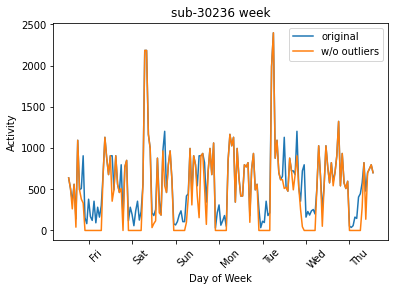 sub-30236 week
original
w/o outliers
Activity
2500
2000
1500
1000
500
0
Fri
Sat
Sun
Mon
Tue
Wed
Thu
Day of Week